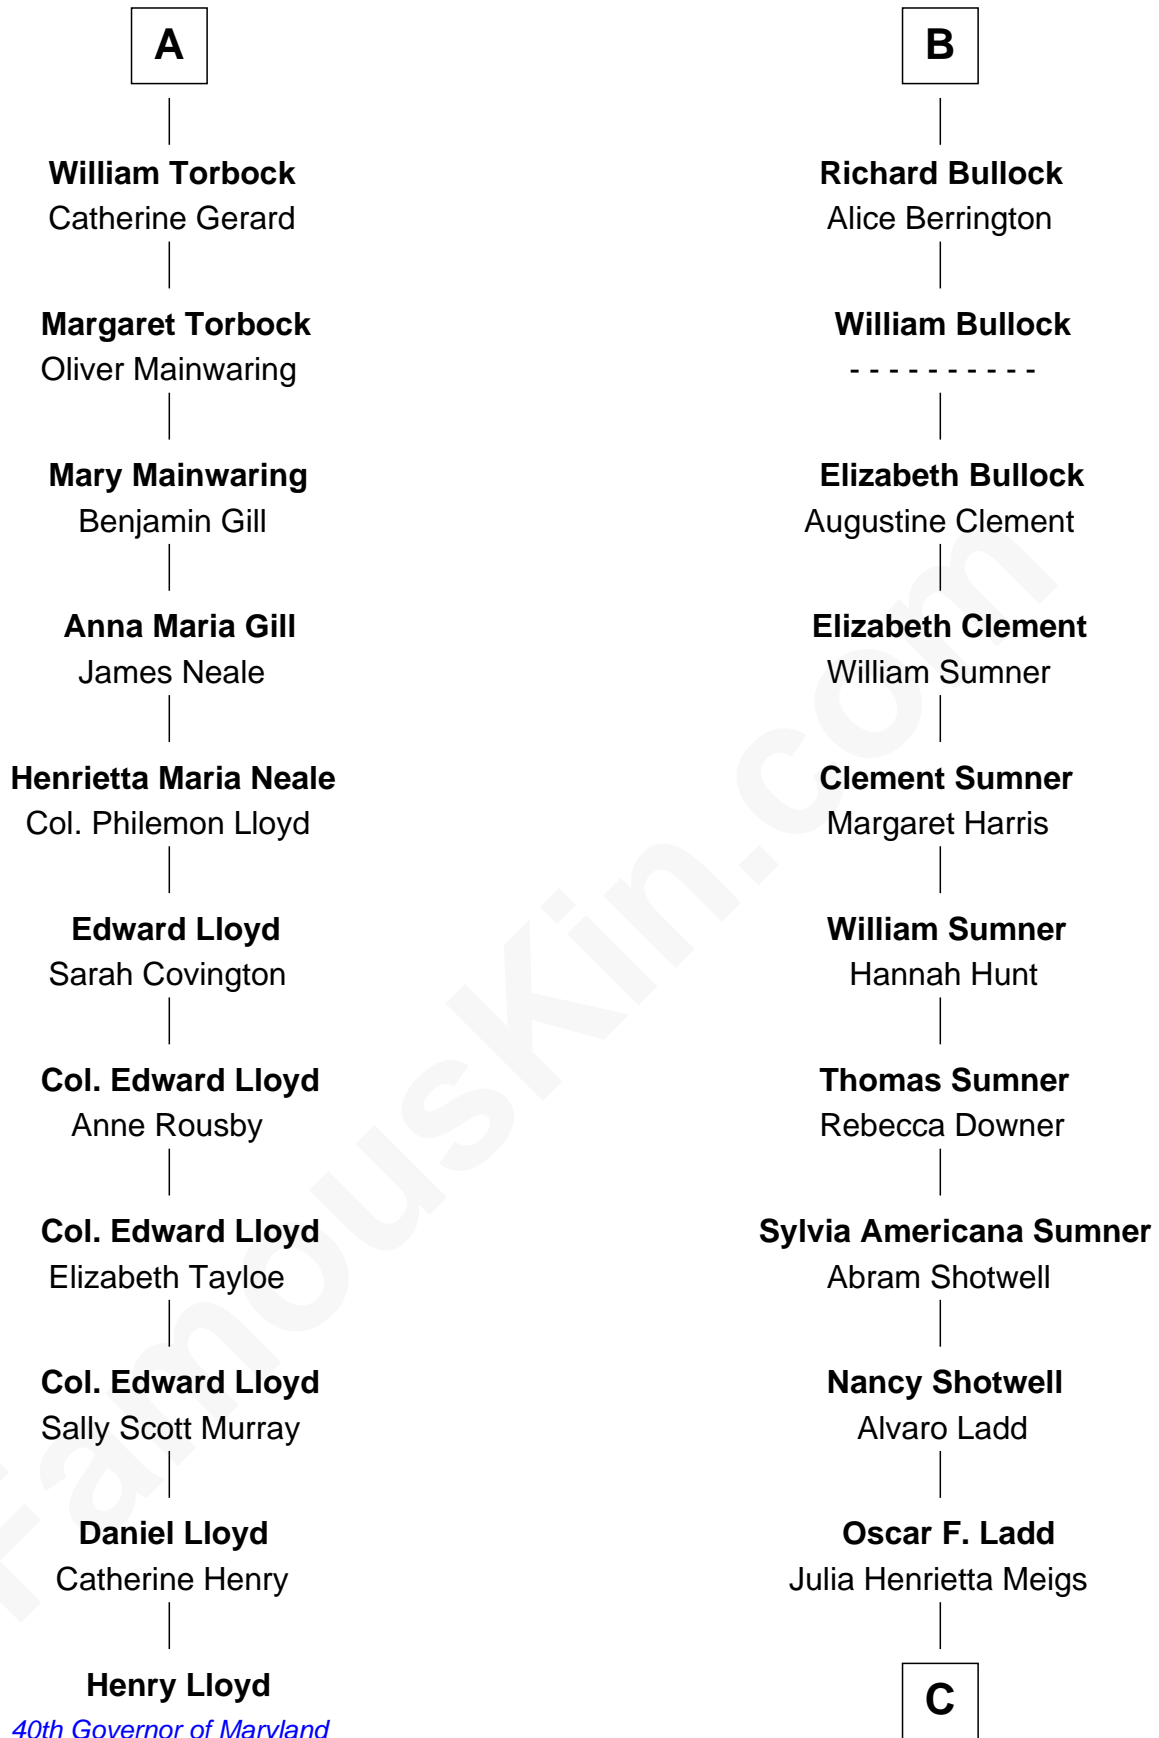 A
William Torbock
Catherine Gerard
Margaret Torbock
Oliver Mainwaring
Mary Mainwaring
Benjamin Gill
Anna Maria Gill
James Neale
Henrietta Maria Neale
Col. Philemon Lloyd
Edward Lloyd
Sarah Covington
Col. Edward Lloyd
Anne Rousby
Col. Edward Lloyd
Elizabeth Tayloe
Col. Edward Lloyd
Sally Scott Murray
Daniel Lloyd
Catherine Henry
Henry Lloyd
40th Governor of Maryland
B
Richard Bullock
Alice Berrington
William Bullock
- - - - - - - - - -
Elizabeth Bullock
Augustine Clement
Elizabeth Clement
William Sumner
Clement Sumner
Margaret Harris
William Sumner
Hannah Hunt
Thomas Sumner
Rebecca Downer
Sylvia Americana Sumner
Abram Shotwell
Nancy Shotwell
Alvaro Ladd
Oscar F. Ladd
Julia Henrietta Meigs
C
FamousKin.com